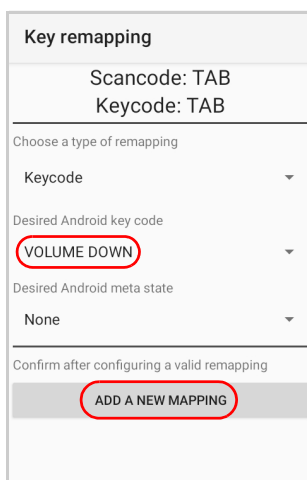 Key remapping
Scancode: TAB
Keycode: TAB
Choose a type of remapping
Keycode
Desired Android key code
VOLUME DOWN
Desired Android meta state
None
Confirm after configuring a valid remapping
ADD A NEW MAPPING